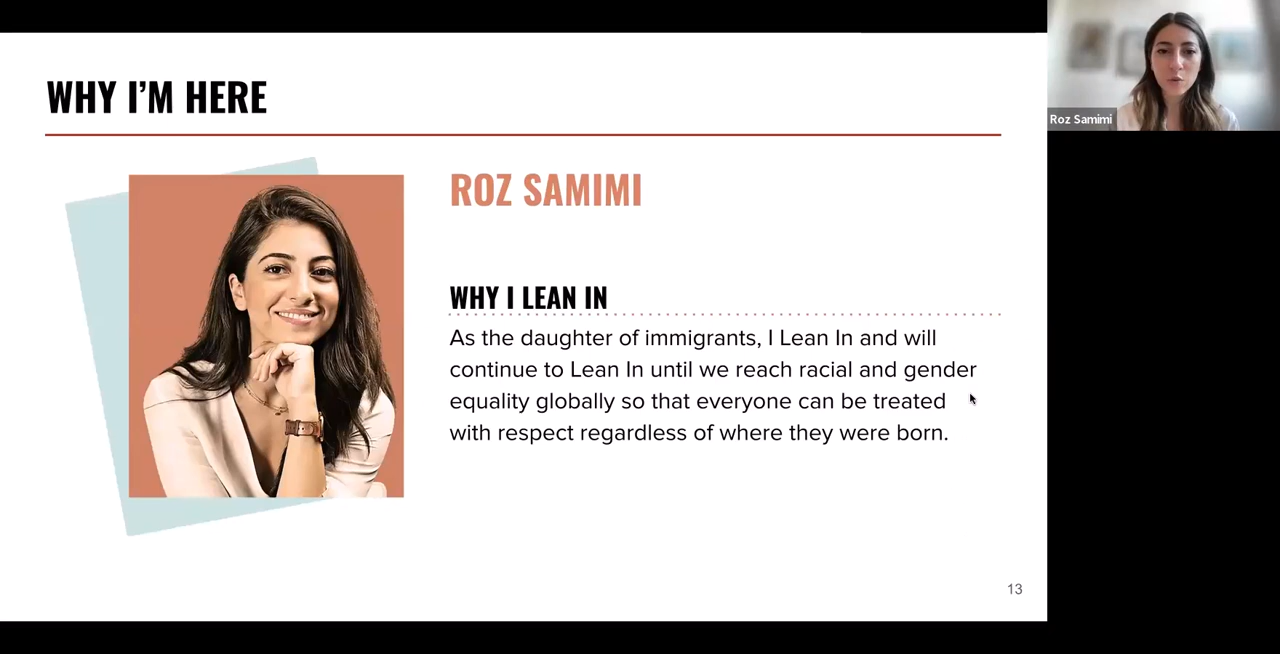 WHY I'M HERE
Roz Samimi
ROZ SAMIMI
WHY I LEAN IN
As the daughter of immigrants, I Lean In and will
continue to Lean In until we reach racial and gender
equality globally so that everyone can be treated
with respect regardless of where they were born.
13